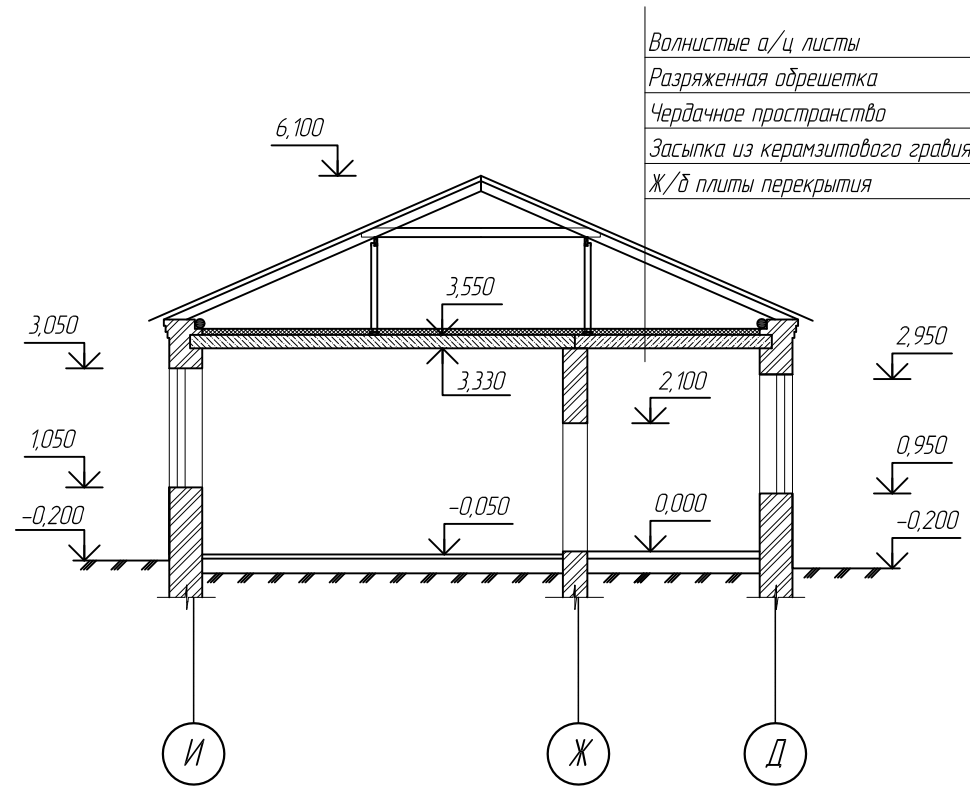 Волнистые а/ц листы
Разряженная обрешетка
Чердачное пространство
Засыпка из керамзитового гравия
Ж/б плиты перекрытия
6,100
3,550
3,050
2,950
3,330
2,100
1,050
0,950
-0,200
-0,050
0,000
-0,200
И
Ж
Д